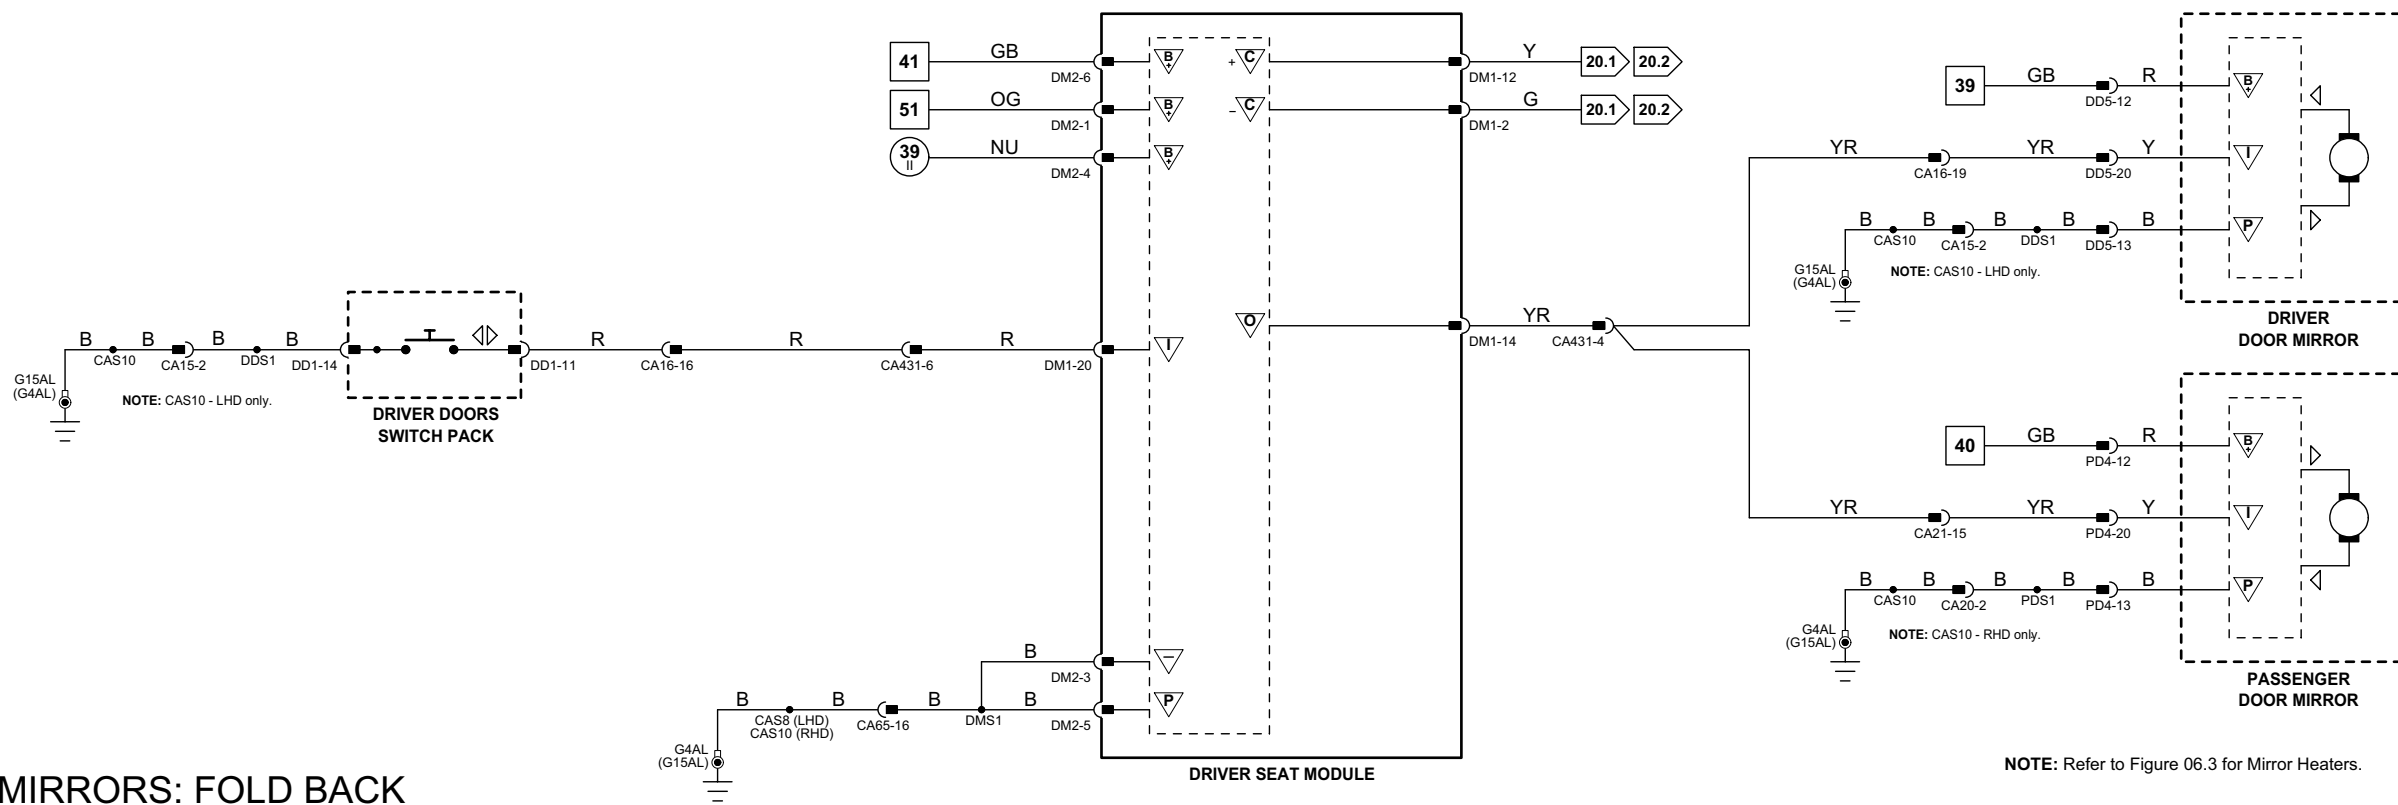 41
GB
DM2-6
B
+
+
C
DM1-12
Y
20.1
20.2
51
OG
DM2-1
B
+
–
C
DM1-2
G
20.1
20.2
39
II
NU
DM2-4
B
+
B
CAS10
B
CA15-2
B
DDS1
B
DD1-14
G15AL
(G4AL)
NOTE: CAS10 - LHD only.
DRIVER DOORS
SWITCH PACK
DD1-11
R
CA16-16
R
CA431-6
R
DM1-20
I
O
DM1-14
YR
CA431-4
B
DM2-3
–
B
CAS8 (LHD)
CAS10 (RHD)
B
CA65-16
B
DMS1
B
DM2-5
P
G4AL
(G15AL)
DRIVER SEAT MODULE
39
GB
DD5-12
R
B
+
YR
CA16-19
YR
DD5-20
Y
I
B
CAS10
B
CA15-2
B
DDS1
B
DD5-13
B
P
G15AL
(G4AL)
NOTE: CAS10 - LHD only.
DRIVER
DOOR MIRROR
40
GB
PD4-12
R
B
+
YR
CA21-15
YR
PD4-20
Y
I
B
CAS10
B
CA20-2
B
PDS1
B
PD4-13
B
P
G4AL
(G15AL)
NOTE: CAS10 - RHD only.
PASSENGER
DOOR MIRROR
NOTE: Refer to Figure 06.3 for Mirror Heaters.
MIRRORS: FOLD BACK